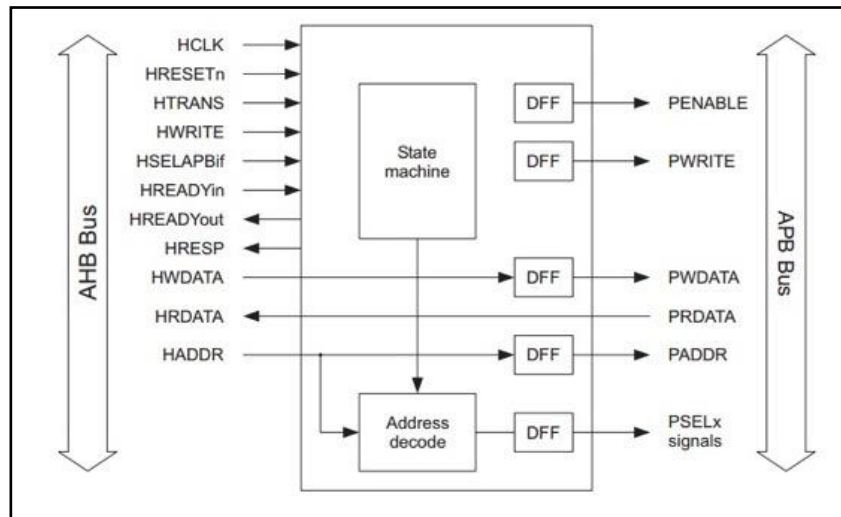 AHB Bus
HCLK
HRESETn
HTRANS
HWRITE
HSELAPBif
HREADYin
HREADYout
HRESP
HWDATA
HRDATA
HADDR
State
machine
Address
decode
DFF
DFF
DFF
DFF
DFF
PENABLE
PWRITE
PWDATA
PRDATA
PADDR
PSELx
signals
APB Bus